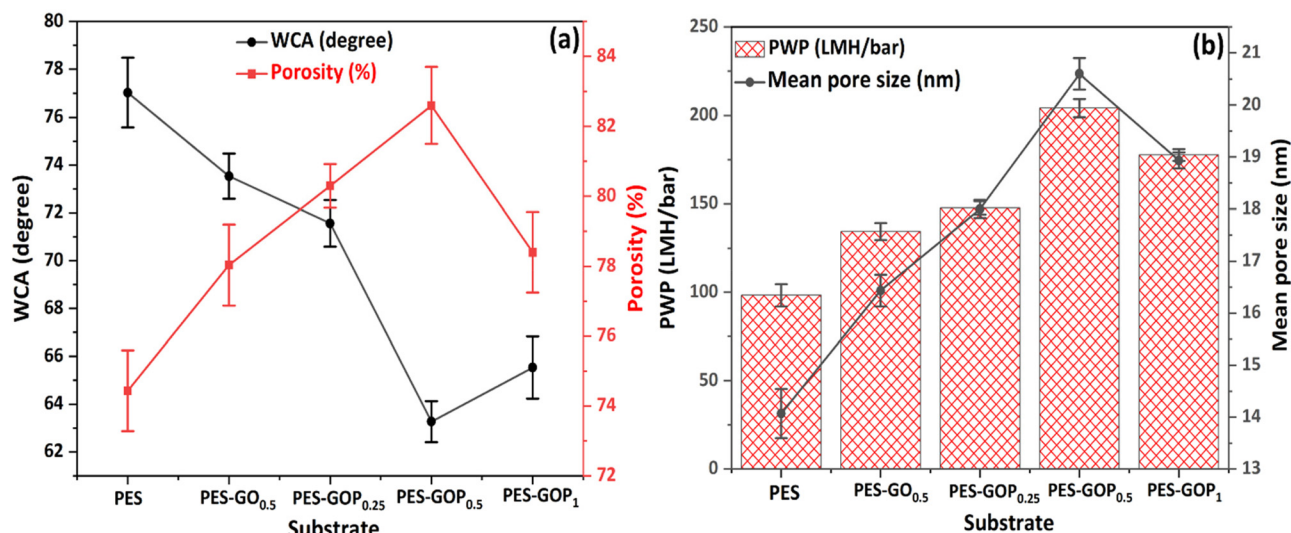 (a)
WCA (degree)
Porosity (%)
80
78
76
74
72
70
68
66
64
62
WCA (degree)
84
82
80
78
76
74
72
Porosity (%)
PES PES-GO0.5 PES-GOP0.25 PES-GOP0.5 PES-GOP1
Substrate
(b)
PWP (LMH/bar)
Mean pore size (nm)
250
200
150
100
50
0
PWP (LMH/bar)
21
20
19
18
17
16
15
14
13
Mean pore size (nm)
PES PES-GO0.5 PES-GOP0.25 PES-GOP0.5 PES-GOP1
Substrate